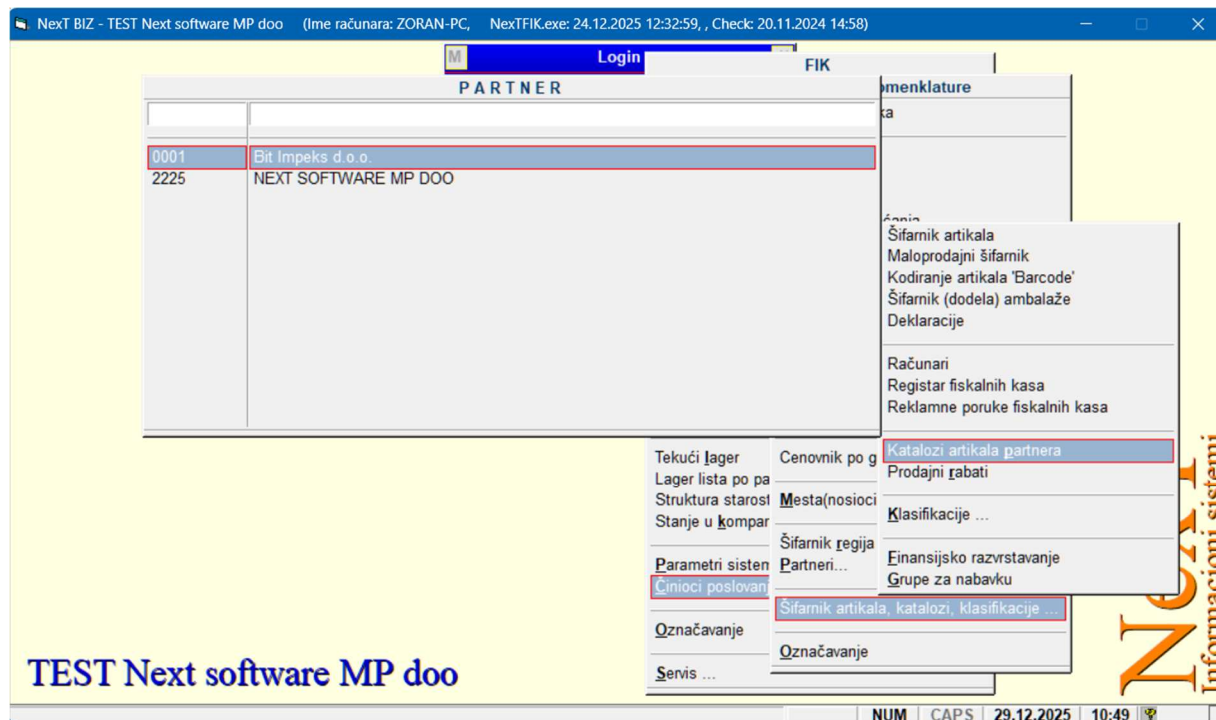 NexT BIZ - TEST Next software MP doo (Ime računara: ZORAN-PC, NexTFIK.exe: 24.12.2025 12:32:59, , Check: 20.11.2024 14:58)
M
Login
FIK
PARTNER
0001 Bit Impeks d.o.o.
2225 NEXT SOFTWARE MP DOO
Šifarnik artikala
Maloprodajni šifarnik
Kodiranje artikala 'Barcode'
Šifarnik (dodela) ambalaže
Deklaracije
Računari
Registar fiskalnih kasa
Reklamne poruke fiskalnih kasa
Katalozi artikala partnera
Prodajni rabati
Klasifikacije ...
Finansijsko razvrstavanje
Grupe za nabavku
Tekući lager
Lager lista po pa
Struktura starost
Stanje u kompar
Parametri sistem
Činioci poslovanj
Označavanje
Servis ...
Cenovnik po g
Mesta(nosioci
Šifarnik regija
Partneri...
Šifarnik artikala, katalozi, klasifikacije ...
Označavanje
TEST Next software MP doo
NexT
Informacioni sistemi
NUM CAPS 29.12.2025 10:49